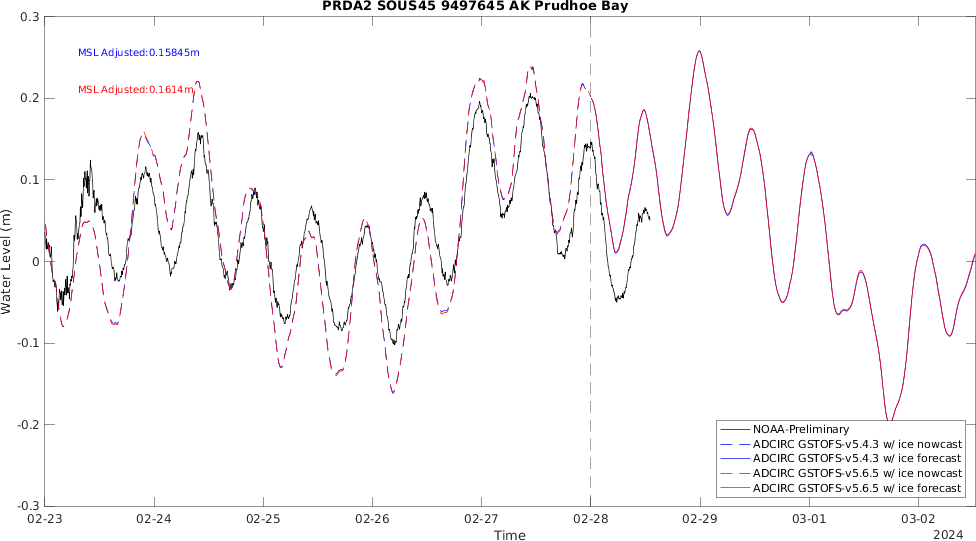 PRDA2 SOUS45 9497645 AK Prudhoe Bay
0.3
MSL Adjusted:0.15845m
MSL Adjusted:0.1614m
0.2
0.1
0
-0.1
-0.2
-0.3
Water Level (m)
NOAA-Preliminary
ADCIRC GSTOFS-v5.4.3 w/ ice nowcast
ADCIRC GSTOFS-v5.4.3 w/ ice forecast
ADCIRC GSTOFS-v5.6.5 w/ ice nowcast
ADCIRC GSTOFS-v5.6.5 w/ ice forecast
02-23 02-24 02-25 02-26 02-27 02-28 02-29 03-01 03-02
Time
2024